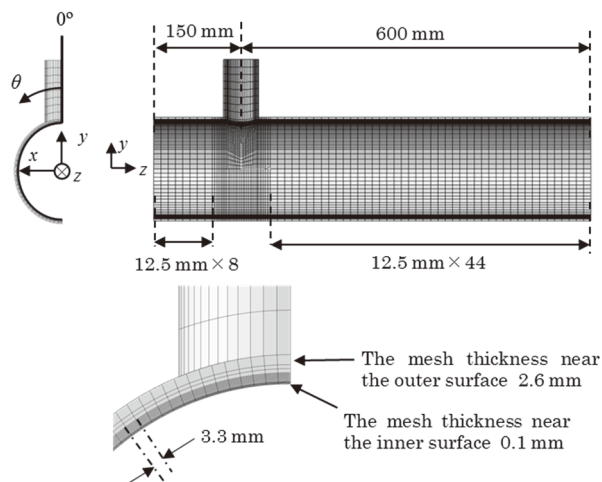 0°
150 mm
600 mm
θ
y
x
z
y
z
12.5 mm × 8
12.5 mm × 44
The mesh thickness near
the outer surface 2.6 mm
The mesh thickness near
the inner surface 0.1 mm
3.3 mm